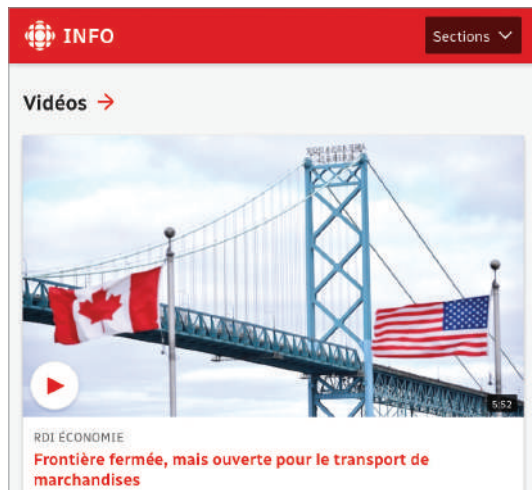 INFO
Sections
Vidéos
5:52
RDI ÉCONOMIE
Frontière fermée, mais ouverte pour le transport de
marchandises